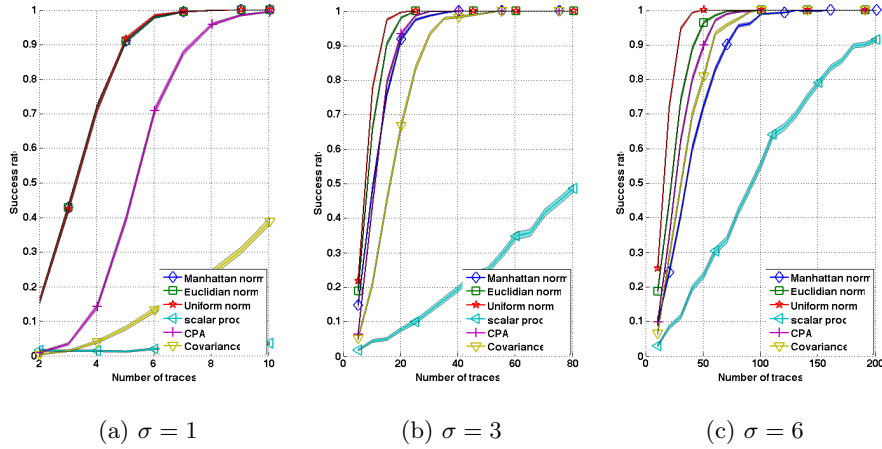 1
0.9
0.8
0.7
0.6
0.5
0.4
0.3
0.2
0.1
0
Success rate
2 4 6 8 10
Number of traces
Manhattan norm
Euclidian norm
Uniform norm
scalar prod
CPA
Covariance
(a) σ = 1
1
0.9
0.8
0.7
0.6
0.5
0.4
0.3
0.2
0.1
0
Success rate
0 20 40 60 80
Number of traces
Manhattan norm
Euclidian norm
Uniform norm
scalar prod
CPA
Covariance
(b) σ = 3
1
0.9
0.8
0.7
0.6
0.5
0.4
0.3
0.2
0.1
0
Success rate
0 50 100 150 200
Number of traces
Manhattan norm
Euclidian norm
Uniform norm
scalar prod
CPA
Covariance
(c) σ = 6